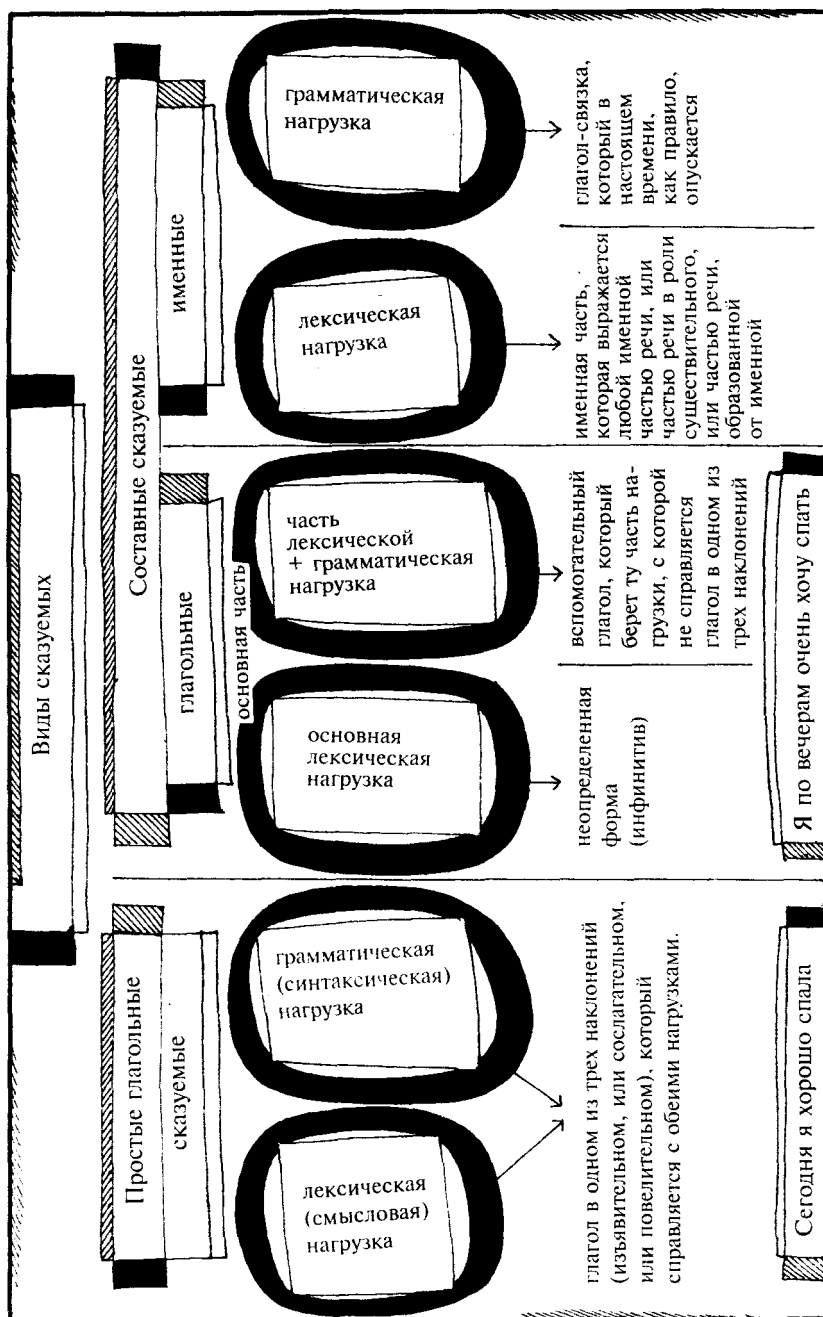 Виды сказуемых
Простые глагольные
сказуемые
Составные сказуемые
глагольные
именные
основная часть
лексическая
(смысловая)
нагрузка
грамматическая
(синтаксическая)
нагрузка
основная
лексическая
нагрузка
часть
лексической
+ грамматическая
нагрузка
лексическая
нагрузка
грамматическая
нагрузка
глагол в одном из трех наклонений
(изъявительном, или сослагательном,
или повелительном), который
справляется с обеими нагрузками.
неопределенная
форма
(инфинитив)
вспомогательный
глагол, который
берет ту часть на-
грузки, с которой
не справляется
глагол в одном из
трех наклонений
именная часть,
которая выражается
любой именной
частью речи, или
частью речи в роли
существительного,
или частью речи,
образованной
от именной
глагол-связка,
который в
настоящем
времени,
как правило,
опускается
Сегодня я хорошо спала
Я по вечерам очень хочу спать